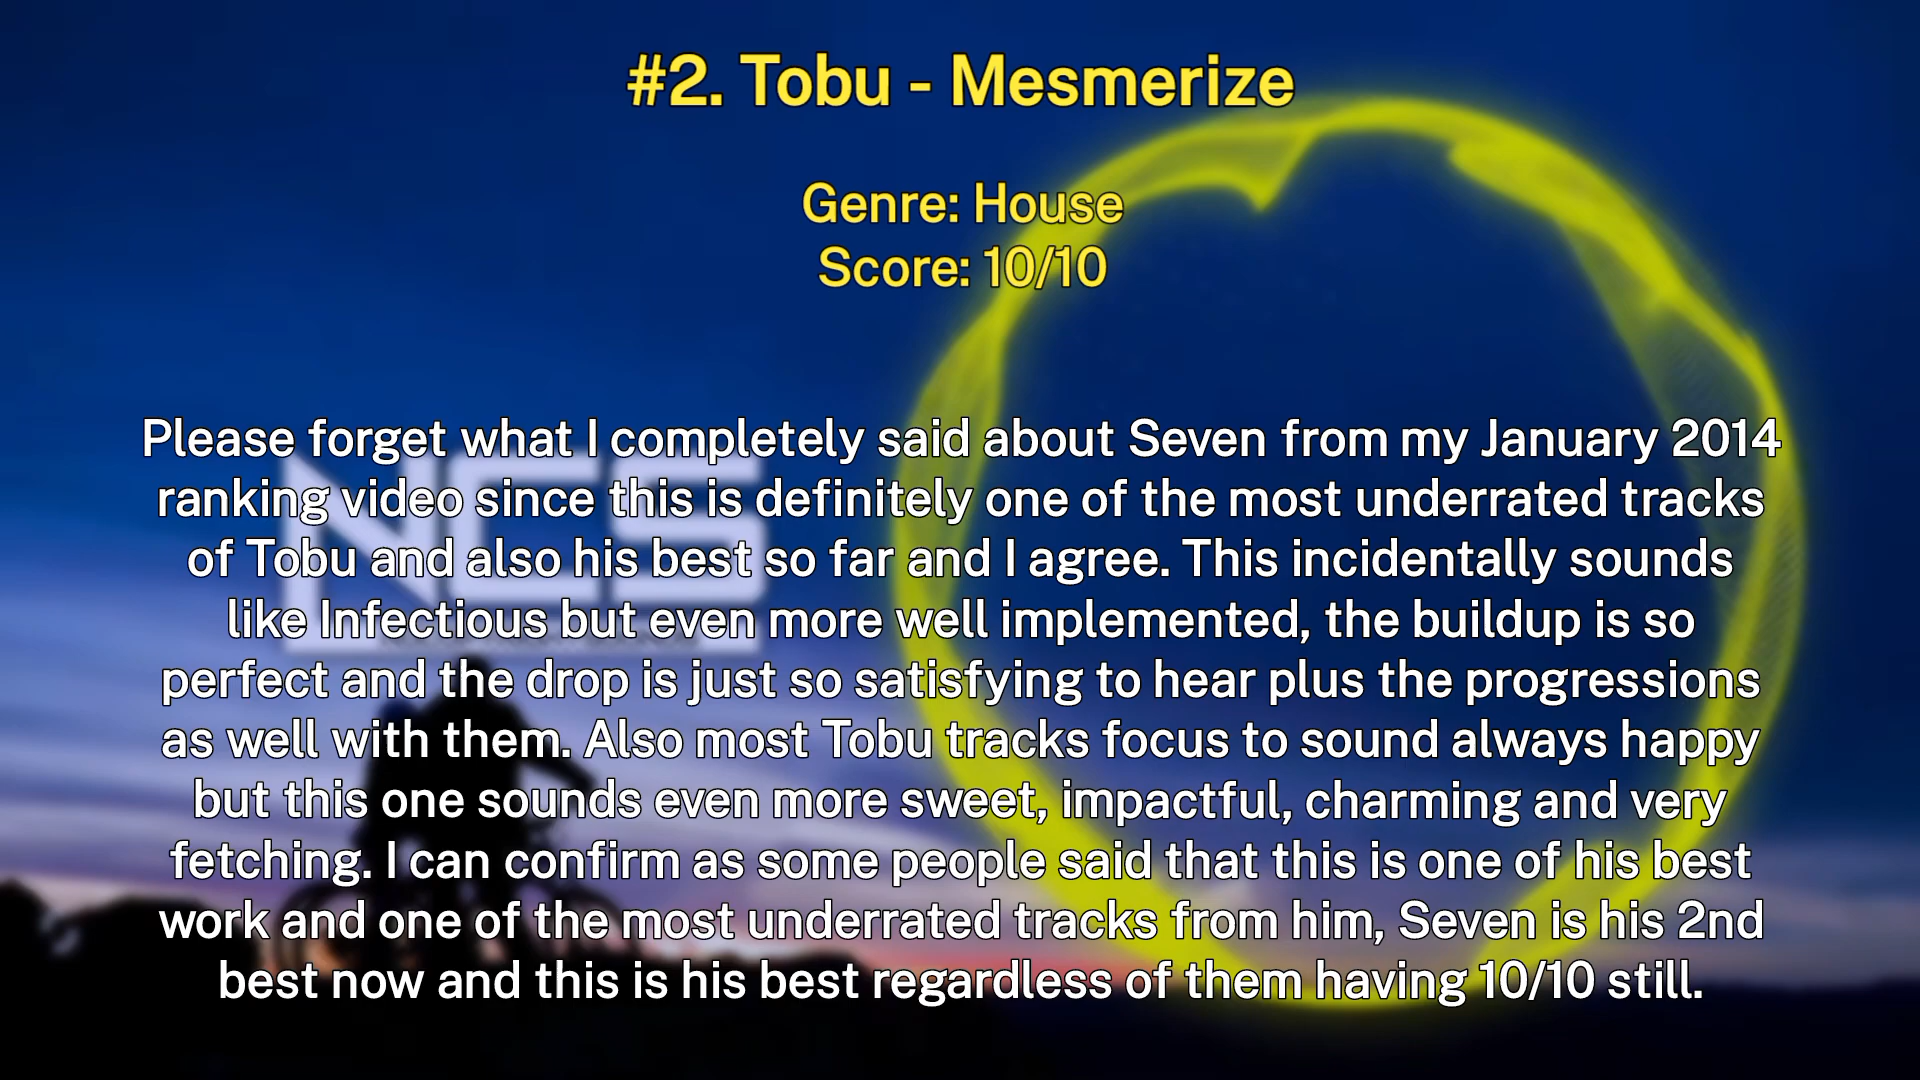 #2. Tobu - Mesmerize
Genre: House
Score: 10/10
Please forget what I completely said about Seven from my January 2014
ranking video since this is definitely one of the most underrated tracks
of Tobu and also his best so far and I agree. This incidentally sounds
like Infectious but even more well implemented, the buildup is so
perfect and the drop is just so satisfying to hear plus the progressions
as well with them. Also most Tobu tracks focus to sound always happy
but this one sounds even more sweet, impactful, charming and very
fetching. I can confirm as some people said that this is one of his best
work and one of the most underrated tracks from him, Seven is his 2nd
best now and this is his best regardless of them having 10/10 still.
NCS